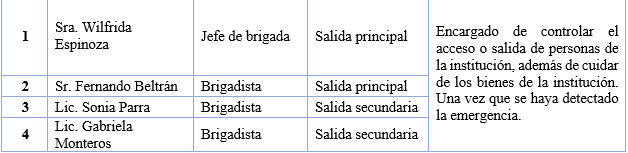 1
Sra. Wilfrida
Espinoza
Jefe de brigada
Salida principal
Encargado de controlar el
acceso o salida de personas de
la institución, además de cuidar
de los bienes de la institución.
Una vez que se haya detectado
la emergencia.
2
Sr. Fernando Beltrán
Brigadista
Salida principal
3
Lic. Sonia Parra
Brigadista
Salida secundaria
4
Lic. Gabriela
Monteros
Brigadista
Salida secundaria